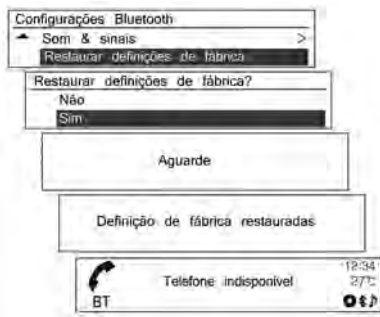 Configurações Bluetooth
Som & sinais >
Restaurar definições de fábrica
Restaurar definições de fábrica?
Não
Sim
Aguarde
Definição de fábrica restauradas
12:34
Telefone indisponível 27°C
BT